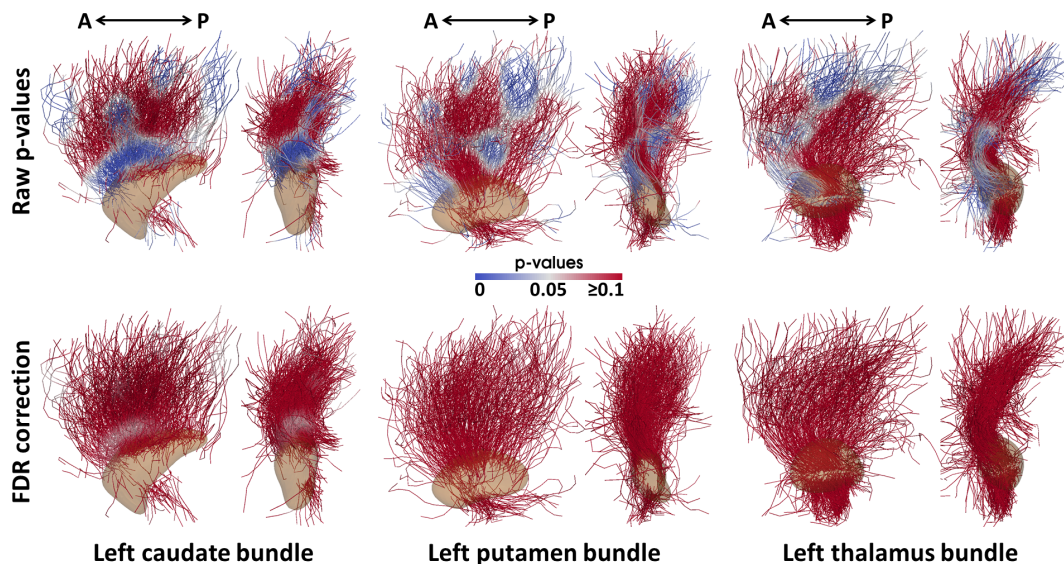 A P A P A P
Raw p-values
p-values
0 0.05 ≥0.1
FDR correction
Left caudate bundle Left putamen bundle Left thalamus bundle